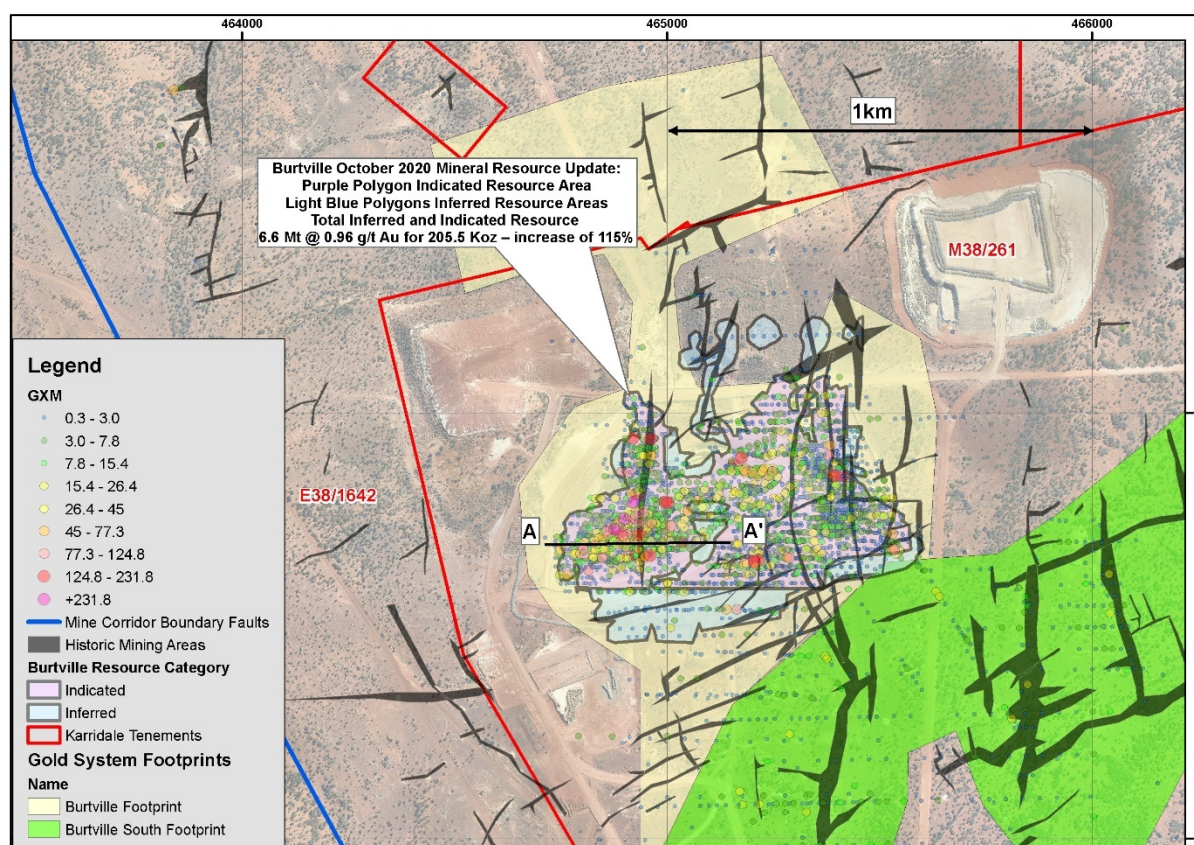 464000
465000
466000
1km
Burtville October 2020 Mineral Resource Update:
Purple Polygon Indicated Resource Area
Light Blue Polygons Inferred Resource Areas
Total Inferred and Indicated Resource
6.6 Mt @ 0.96 g/t Au for 205.5 Koz – increase of 115%
M38/261
E38/1642
A
A'
Legend
GXM
0.3 - 3.0
3.0 - 7.8
7.8 - 15.4
15.4 - 26.4
26.4 - 45
45 - 77.3
77.3 - 124.8
124.8 - 231.8
+231.8
Mine Corridor Boundary Faults
Historic Mining Areas
Burtville Resource Category
Indicated
Inferred
Karridale Tenements
Gold System Footprints
Name
Burtville Footprint
Burtville South Footprint